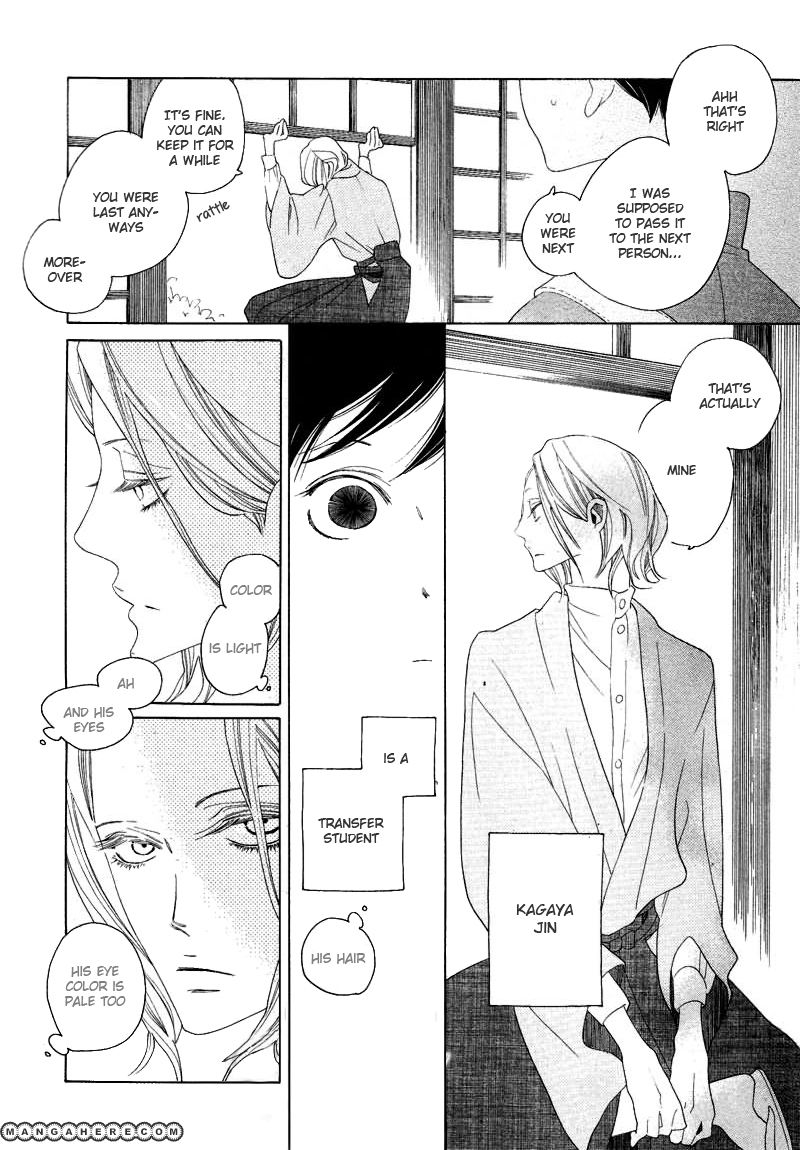 AHH
THAT'S
RIGHT
I WAS
SUPPOSED
TO PASS IT
TO THE NEXT
PERSON...
YOU
WERE
NEXT
IT'S FINE.
YOU CAN
KEEP IT FOR
A WHILE
rattle
YOU WERE
LAST ANY-
WAYS
MORE-
OVER
THAT'S
ACTUALLY
MINE
KAGAYA
JIN
IS A
TRANSFER
STUDENT
HIS HAIR
COLOR
IS LIGHT
AH
AND HIS
EYES
HIS EYE
COLOR IS
PALE TOO
MANGAHERE.COM